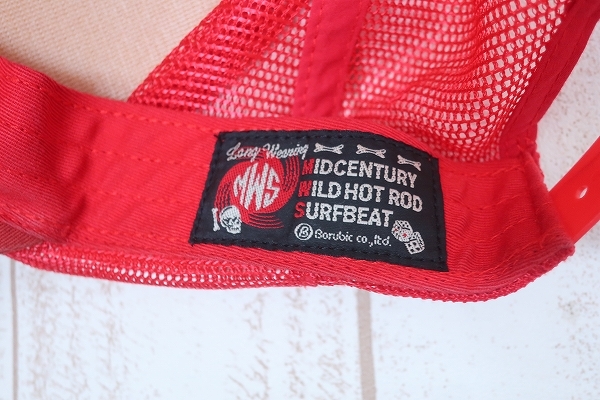 Long Wearing
MWS
MIDCENTURY
WILD HOT ROD
SURFBEAT
B Borubic co.,ltd.